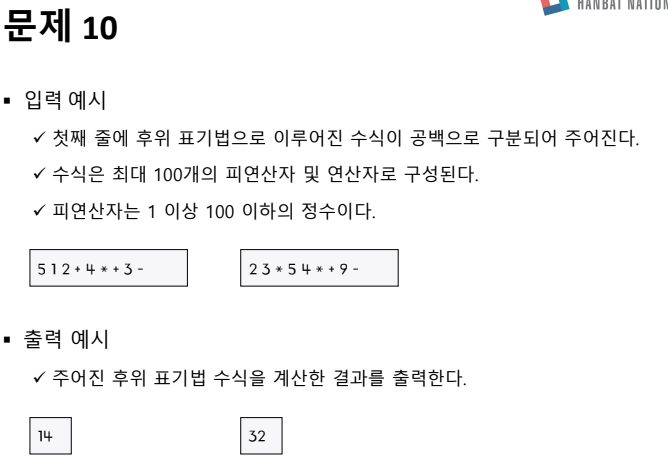 HANBAT NATION
문제 10
▪ 입력 예시
✓ 첫째 줄에 후위 표기법으로 이루어진 수식이 공백으로 구분되어 주어진다.
✓ 수식은 최대 100개의 피연산자 및 연산자로 구성된다.
✓ 피연산자는 1 이상 100 이하의 정수이다.
5 1 2 + 4 * + 3 -
2 3 * 5 4 * + 9 -
▪ 출력 예시
✓ 주어진 후위 표기법 수식을 계산한 결과를 출력한다.
14
32